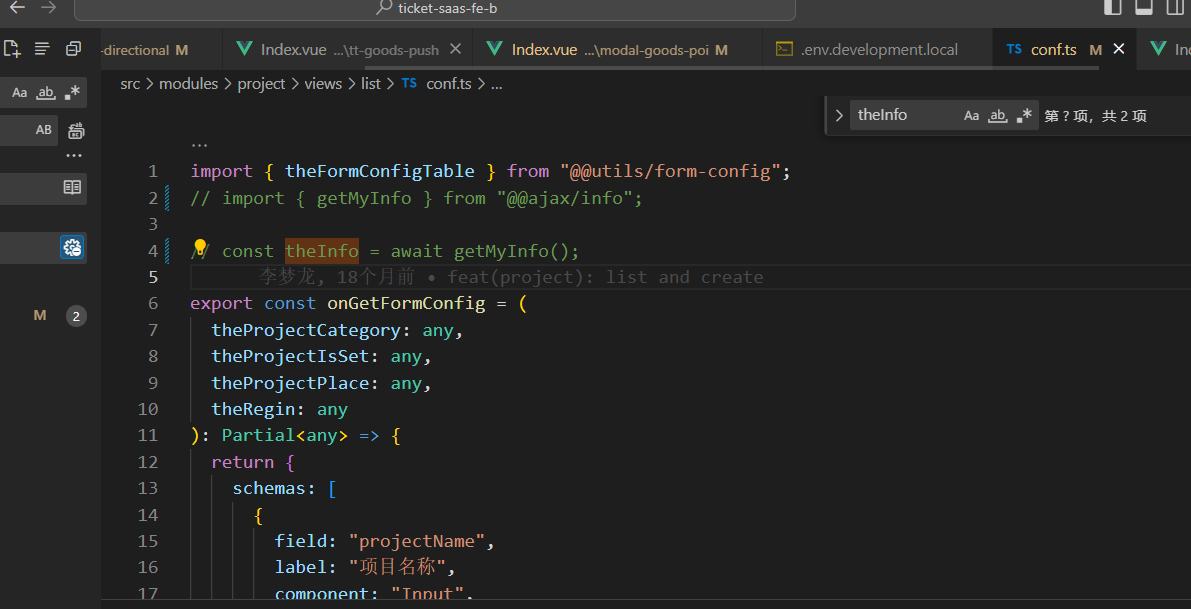 ticket-saas-fe-b
-directional M
Index.vue ...\tt-goods-push
Index.vue ...\modal-goods-poi M
.env.development.local
TS conf.ts M
Aa ab
src > modules > project > views > list > TS conf.ts > ...
theInfo Aa ab 第 ? 项, 共 2 项
AB
...
...
1 import { theFormConfigTable } from "@@utils/form-config";
2 // import { getMyInfo } from "@@ajax/info";
3
4 // const theInfo = await getMyInfo();
5 李梦龙, 18个月前 • feat(project): list and create
6 export const onGetFormConfig = (
M 2
7 theProjectCategory: any,
8 theProjectIsSet: any,
9 theProjectPlace: any,
10 theRegin: any
11 ): Partial<any> => {
12 return {
13 schemas: [
14 {
15 field: "projectName",
16 label: "项目名称",
17 component: "Input",